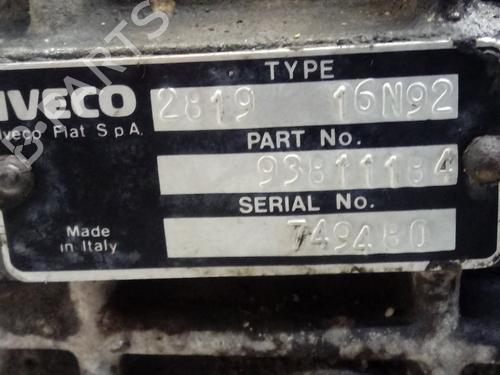 TYPE
IVECO 2819 16N92
Iveco Fiat S.p.A.
PART No.
93811184
SERIAL No.
749480
Made
in Italy